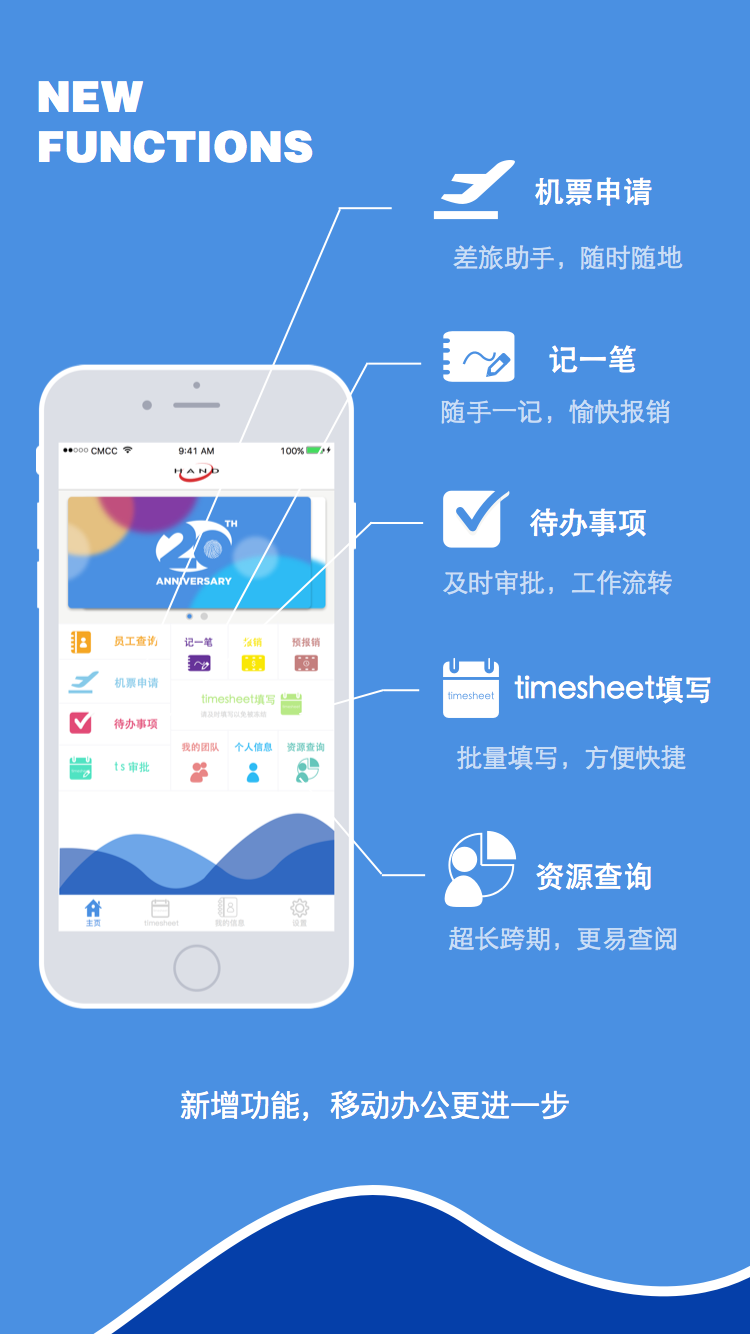 NEW
FUNCTIONS
机票申请
差旅助手，随时随地
记一笔
随手一记，愉快报销
待办事项
及时审批，工作流转
timesheet
timesheet填写
批量填写，方便快捷
资源查询
超长跨期，更易查阅
CMCC 9:41 AM 100%
HAND
20TH
ANNIVERSARY
员工查询
机票申请
待办事项
ts审批
记一笔
报销
预报销
timesheet填写
我的团队
个人信息
资源查询
主页
timesheet
我的信息
设置
新增功能，移动办公更进一步